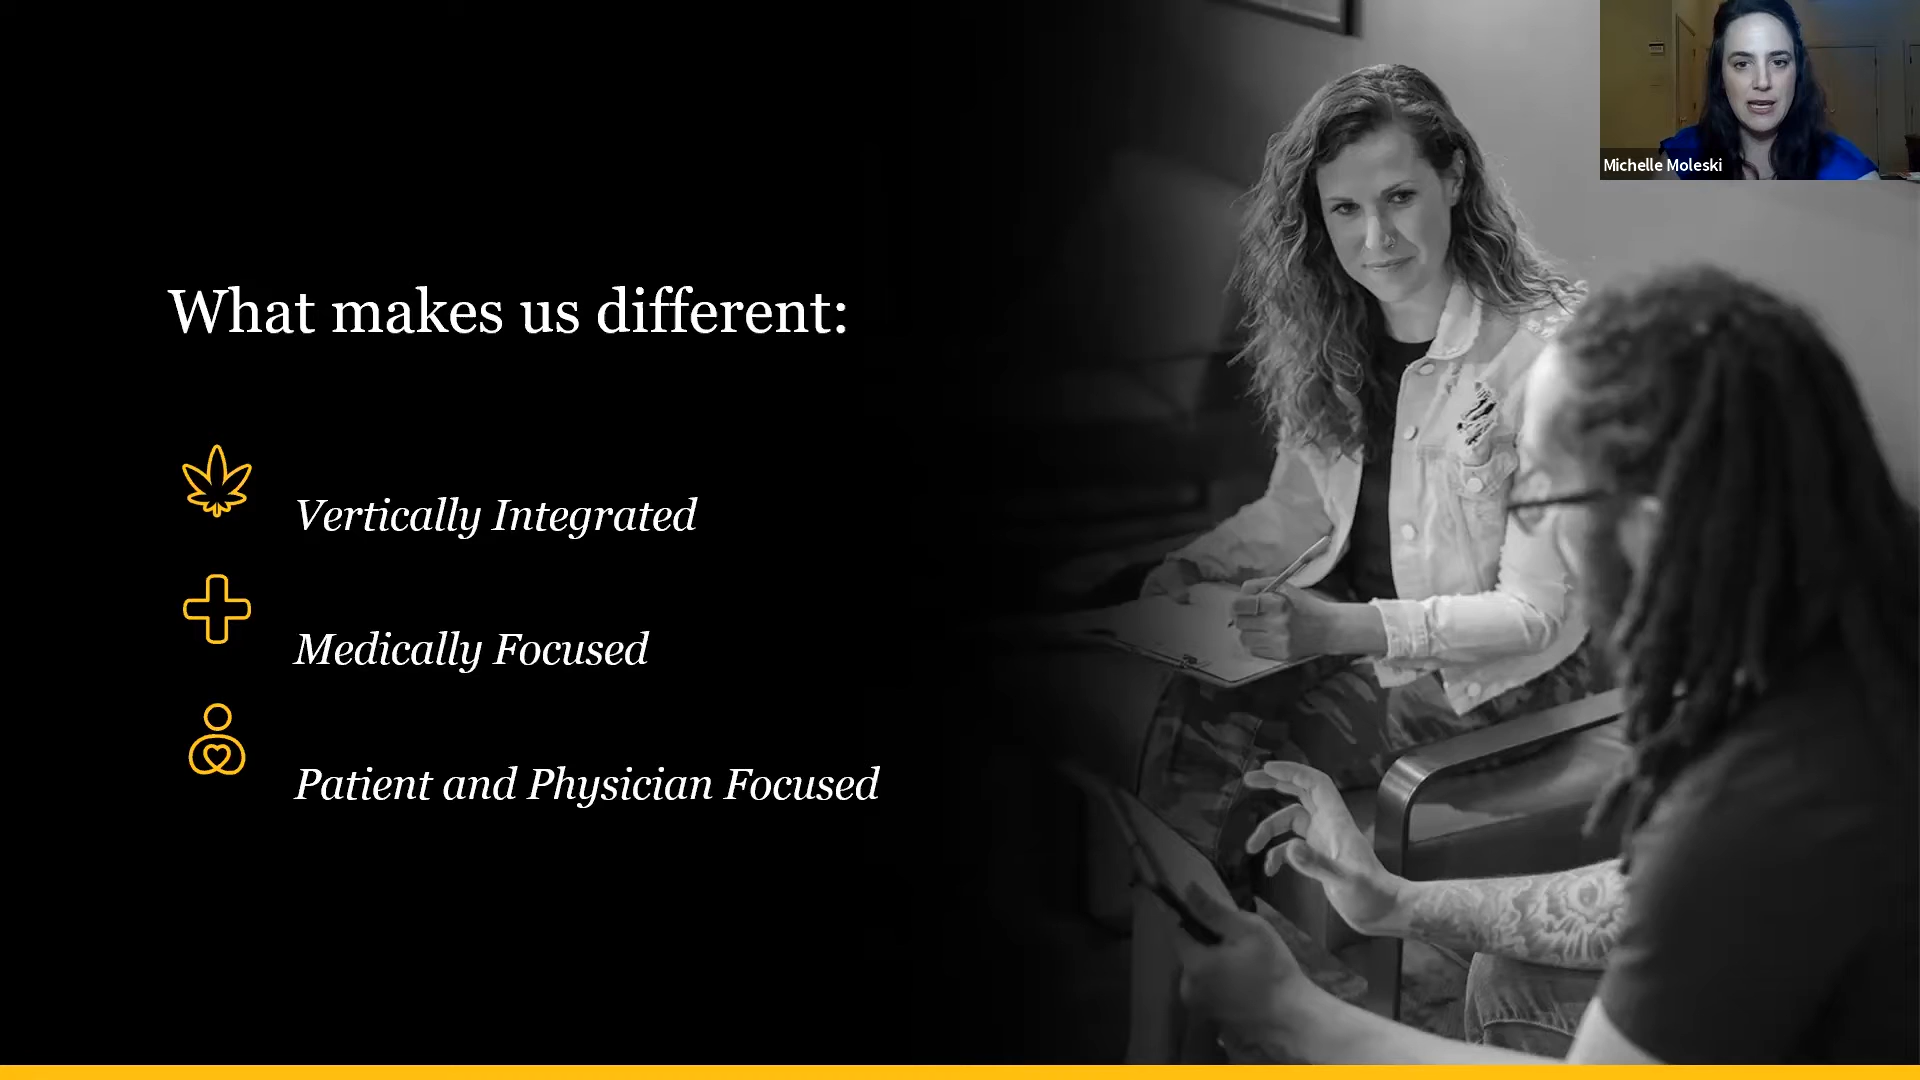 What makes us different:
Vertically Integrated
Medically Focused
Patient and Physician Focused
Michelle Moleski